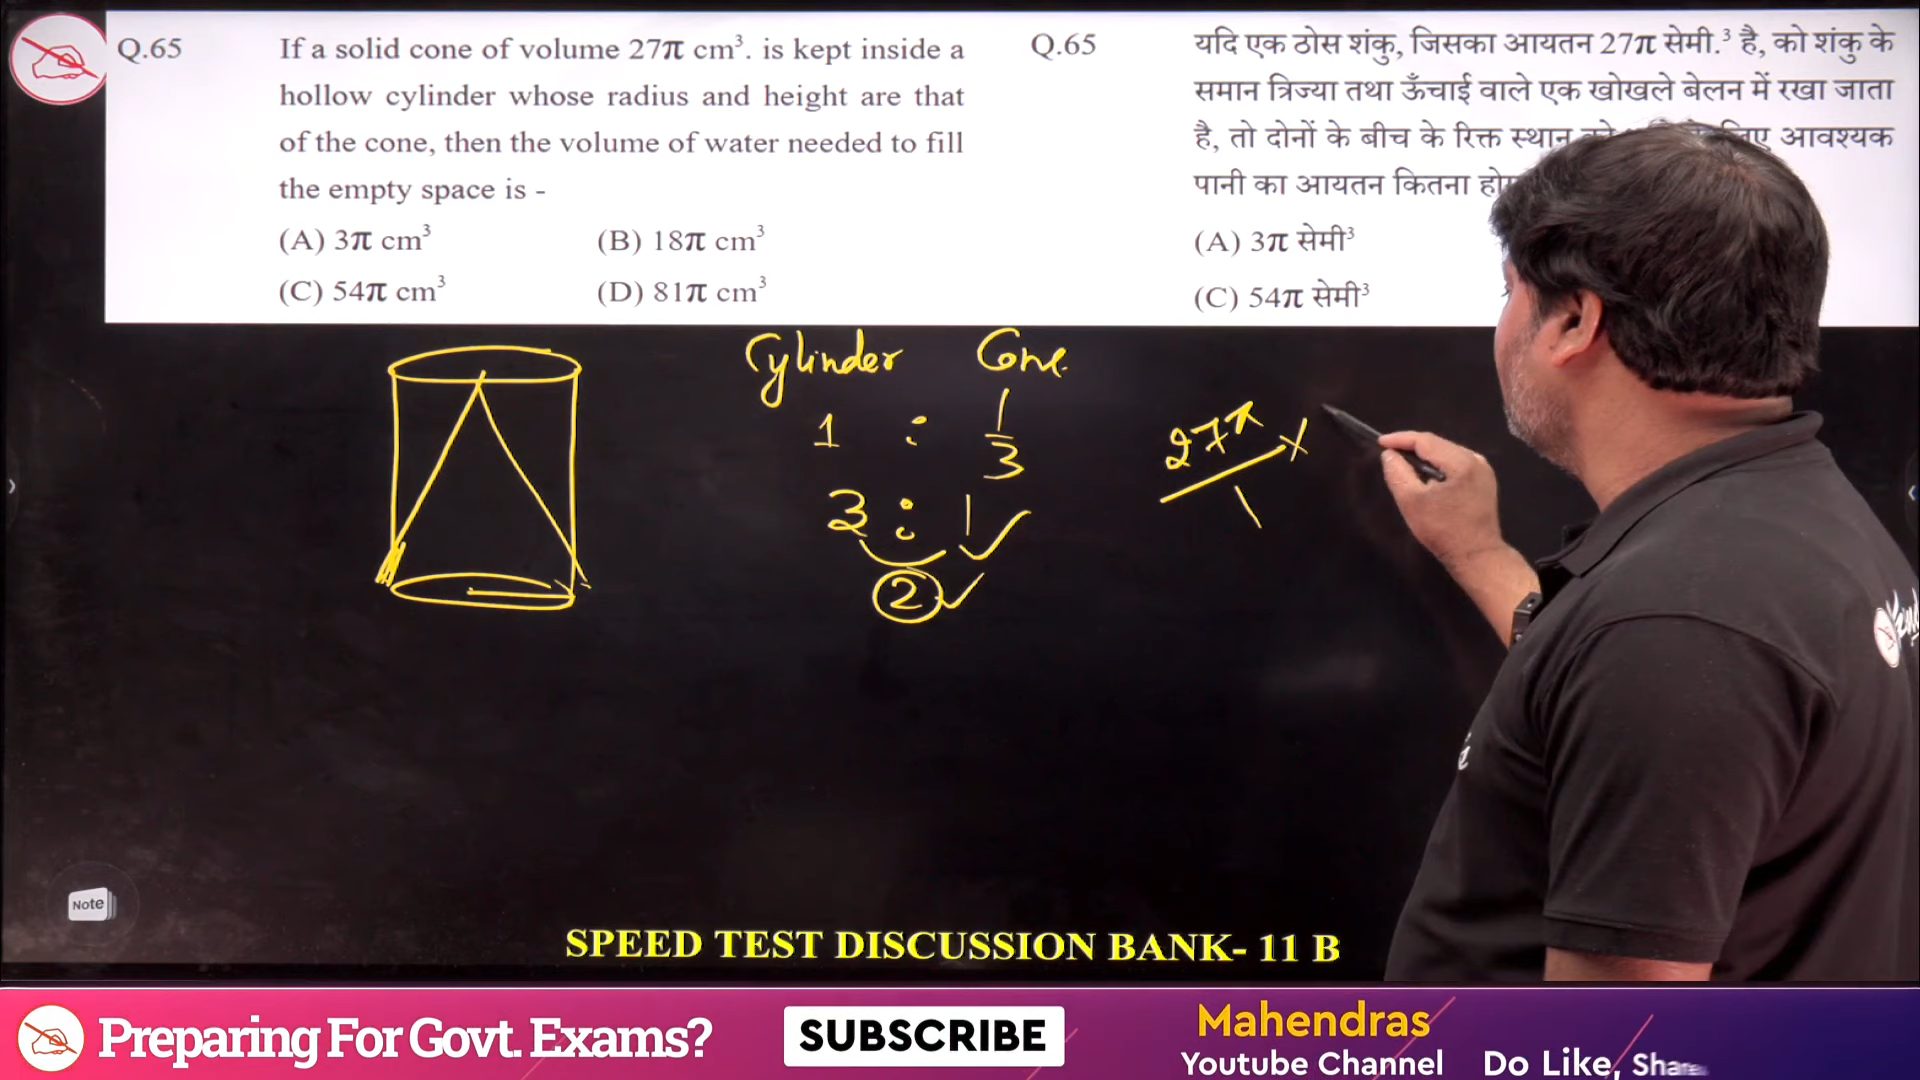 Q.65
If a solid cone of volume 27π cm³. is kept inside a
hollow cylinder whose radius and height are that
of the cone, then the volume of water needed to fill
the empty space is -
(A) 3π cm³ (B) 18π cm³
(C) 54π cm³ (D) 81π cm³
Q.65
यदि एक ठोस शंकु, जिसका आयतन 27π सेमी.³ है, को शंकु के
समान त्रिज्या तथा ऊँचाई वाले एक खोखले बेलन में रखा जाता
है, तो दोनों के बीच के रिक्त स्थान आवश्यक
पानी का आयतन कितना
(A) 3π सेमी³
(C) 54π सेमी³
Cylinder Cone
1 : 1/3
3 : 1
2
27π ×
1
Note
SPEED TEST DISCUSSION BANK- 11 B
Preparing For Govt. Exams?
SUBSCRIBE
Mahendras
Youtube Channel
Do Like, Share